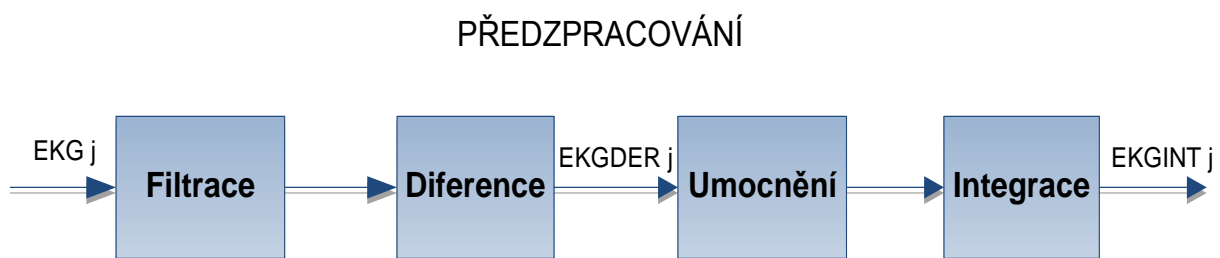 PŘEDZPRACOVÁNÍ
EKG j
Filtrace
Diference
EKGDER j
Umocnění
Integrace
EKGINT j